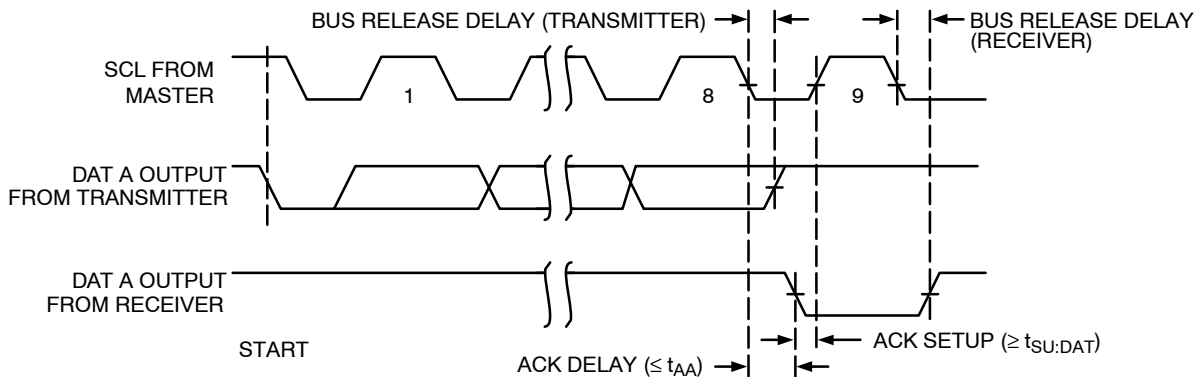 BUS RELEASE DELAY (TRANSMITTER)
BUS RELEASE DELAY
(RECEIVER)
SCL FROM
MASTER
1
8
9
DAT A OUTPUT
FROM TRANSMITTER
DAT A OUTPUT
FROM RECEIVER
START
ACK SETUP (≥ tSU:DAT)
ACK DELAY (≤ tAA)